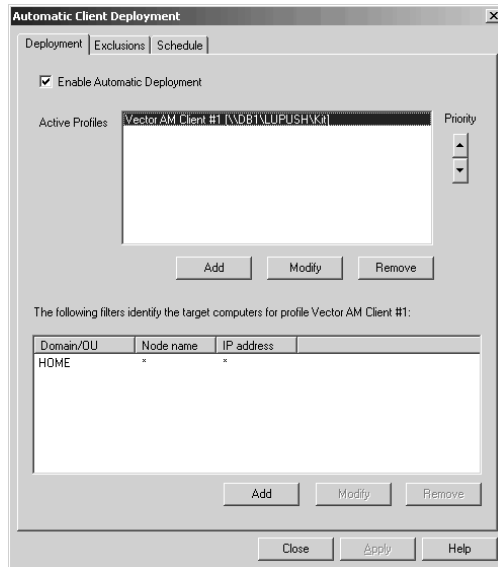 Automatic Client Deployment
Deployment Exclusions Schedule
Enable Automatic Deployment
Active Profiles Vector AM Client #1 [\\DB1\LUPUSH\Kit] Priority
Add Modify Remove
The following filters identify the target computers for profile Vector AM Client #1:
Domain/OU Node name IP address
HOME * *
Add Modify Remove
Close Apply Help